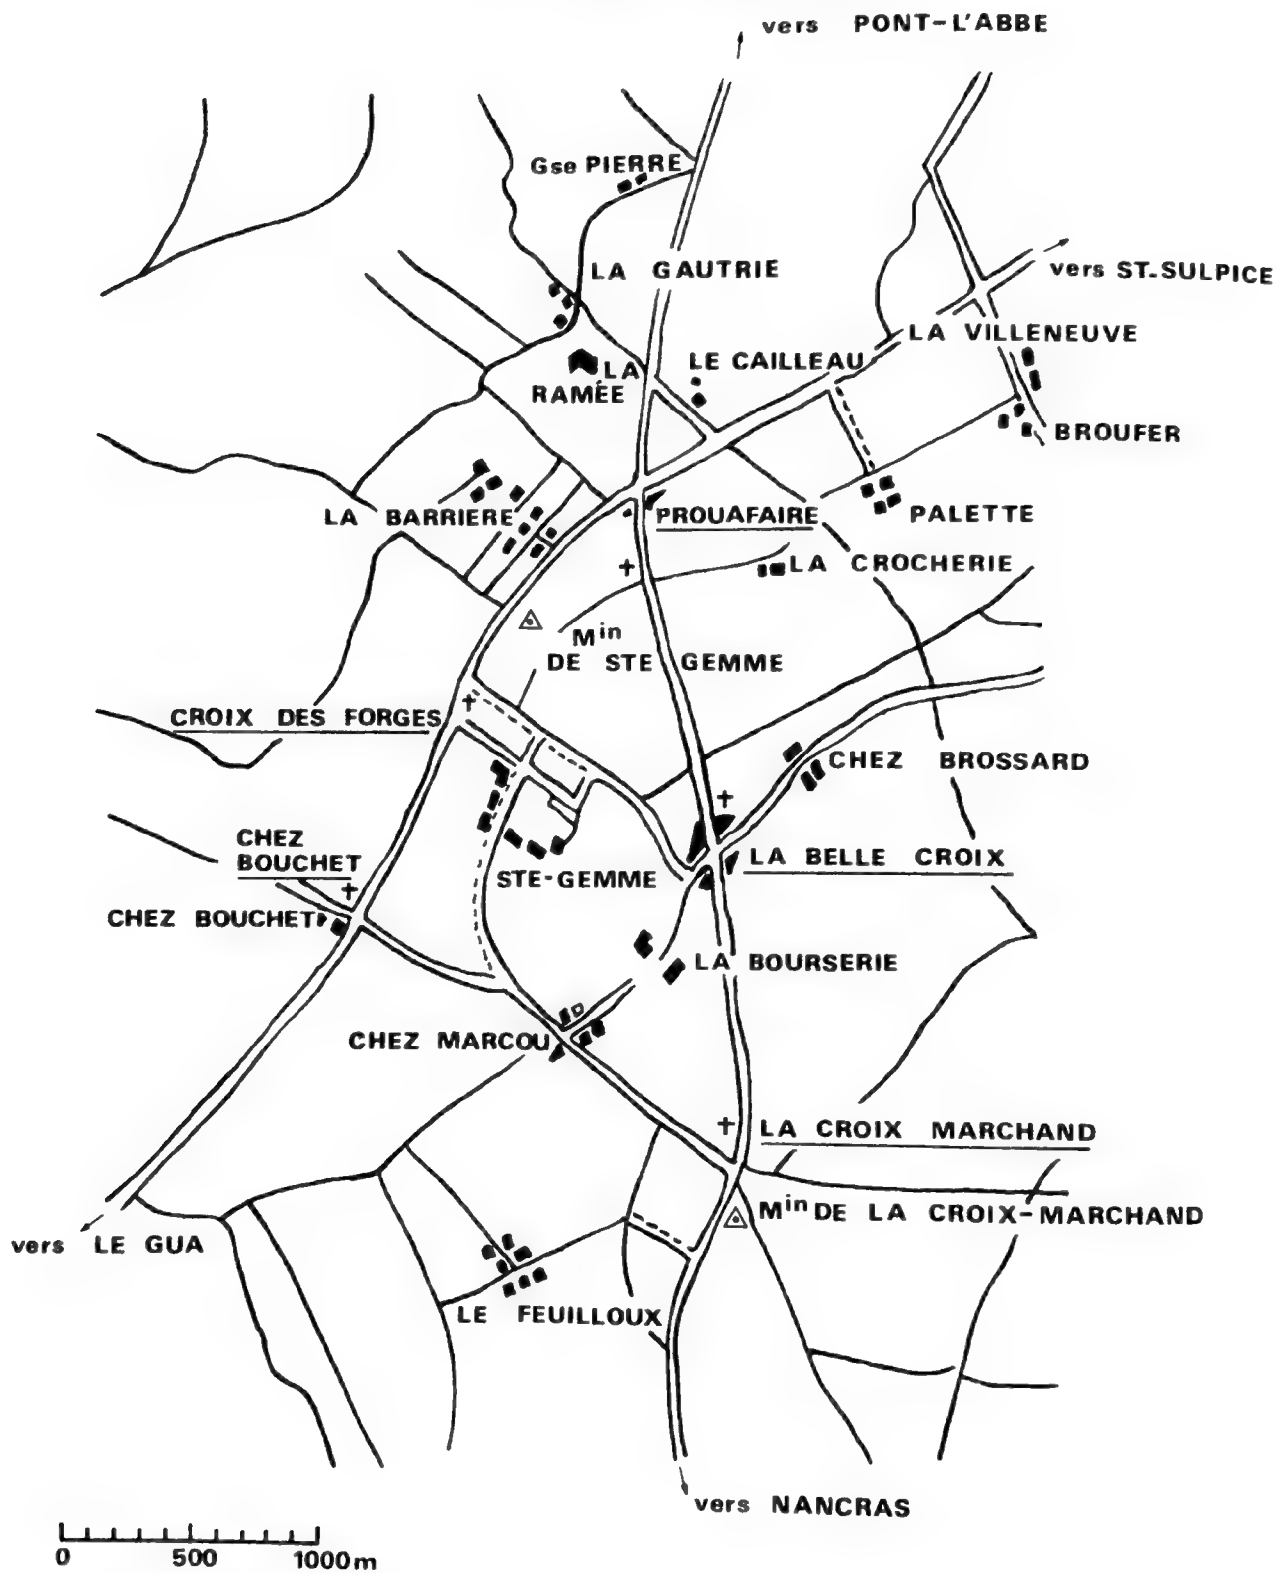 vers PONT-L'ABBE
Gse PIERRE
LA GAUTRIE
vers ST-SULPICE
LA VILLENEUVE
LE CAILLEAU
LA
RAMÉE
BROUFER
LA BARRIERE
PROUAFAIRE
PALETTE
LA CROCHERIE
Min
DE STE GEMME
CROIX DES FORGES
CHEZ BROSSARD
CHEZ
BOUCHET
LA BELLE CROIX
STE-GEMME
CHEZ BOUCHET
LA BOURSERIE
CHEZ MARCOU
LA CROIX MARCHAND
Min DE LA CROIX-MARCHAND
vers LE GUA
LE FEUILLOUX
vers NANCRAS
0 500 1000m